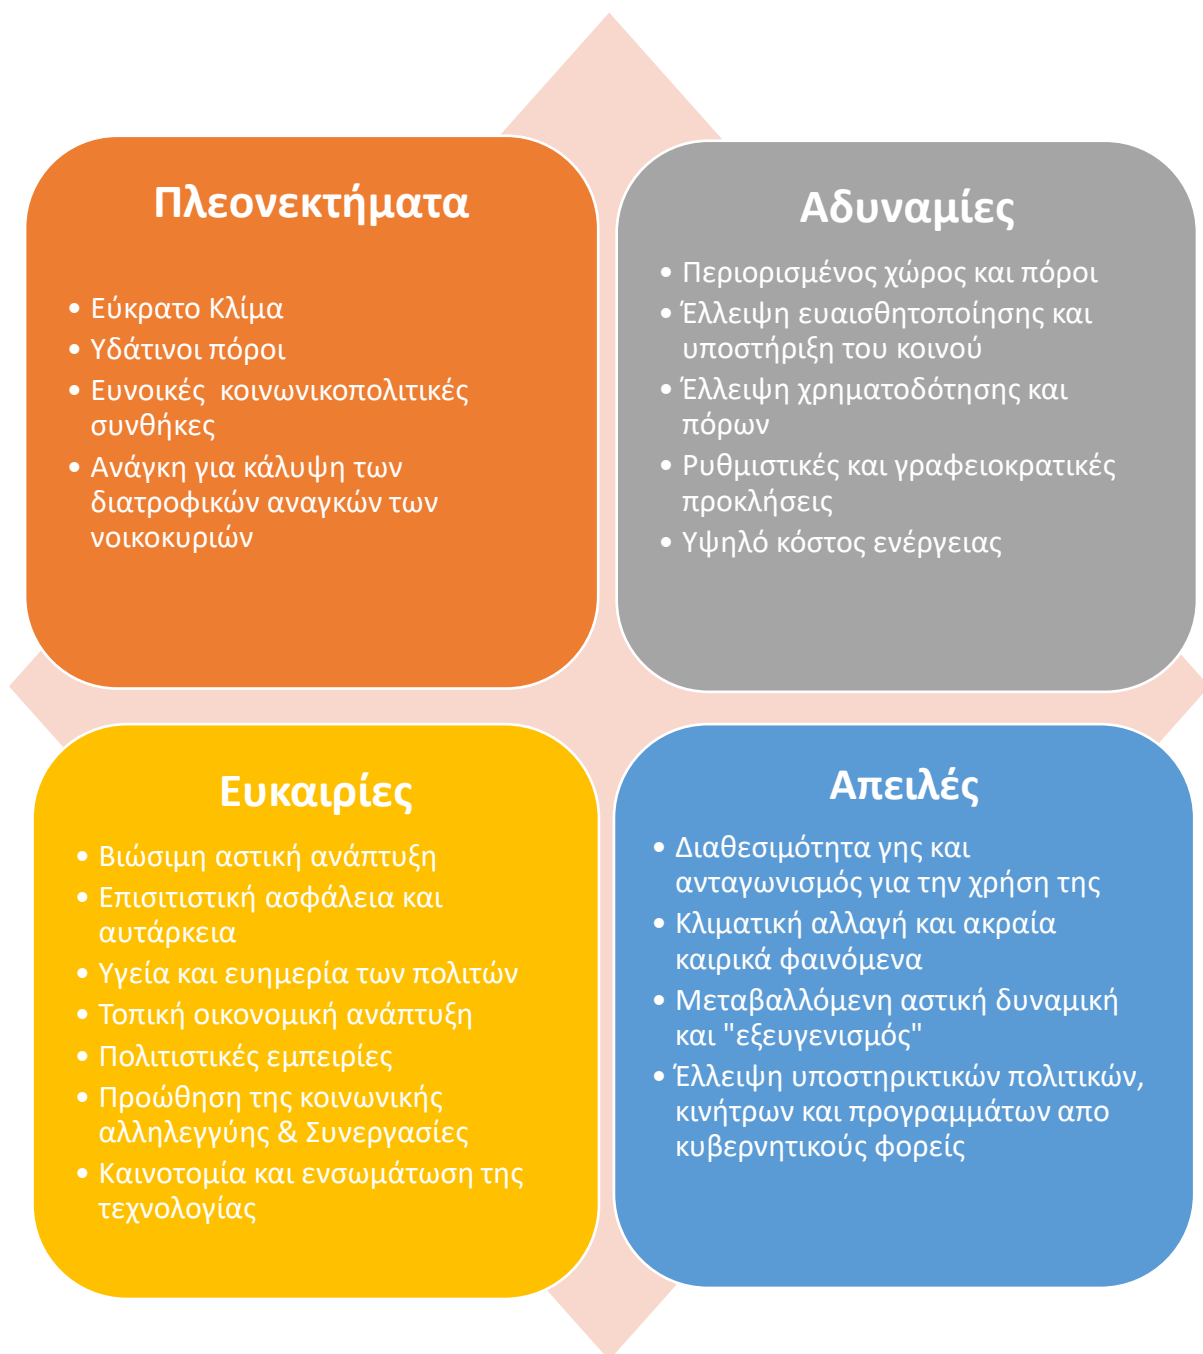 Πλεονεκτήματα
• Εύκρατο Κλίμα
• Υδάτινοι πόροι
• Ευνοικές κοινωνικοπολιτικές
συνθήκες
• Ανάγκη για κάλυψη των
διατροφικών αναγκών των
νοικοκυριών
Αδυναμίες
• Περιορισμένος χώρος και πόροι
• Έλλειψη ευαισθητοποίησης και
υποστήριξη του κοινού
• Έλλειψη χρηματοδότησης και
πόρων
• Ρυθμιστικές και γραφειοκρατικές
προκλήσεις
• Υψηλό κόστος ενέργειας
Ευκαιρίες
• Βιώσιμη αστική ανάπτυξη
• Επισιτιστική ασφάλεια και
αυτάρκεια
• Υγεία και ευημερία των πολιτών
• Τοπική οικονομική ανάπτυξη
• Πολιτιστικές εμπειρίες
• Προώθηση της κοινωνικής
αλληλεγγύης & Συνεργασίες
• Καινοτομία και ενσωμάτωση της
τεχνολογίας
Απειλές
• Διαθεσιμότητα γης και
ανταγωνισμός για την χρήση της
• Κλιματική αλλαγή και ακραία
καιρικά φαινόμενα
• Μεταβαλλόμενη αστική δυναμική
και "εξευγενισμός"
• Έλλειψη υποστηρικτικών πολιτικών,
κινήτρων και προγραμμάτων απο
κυβερνητικούς φορείς